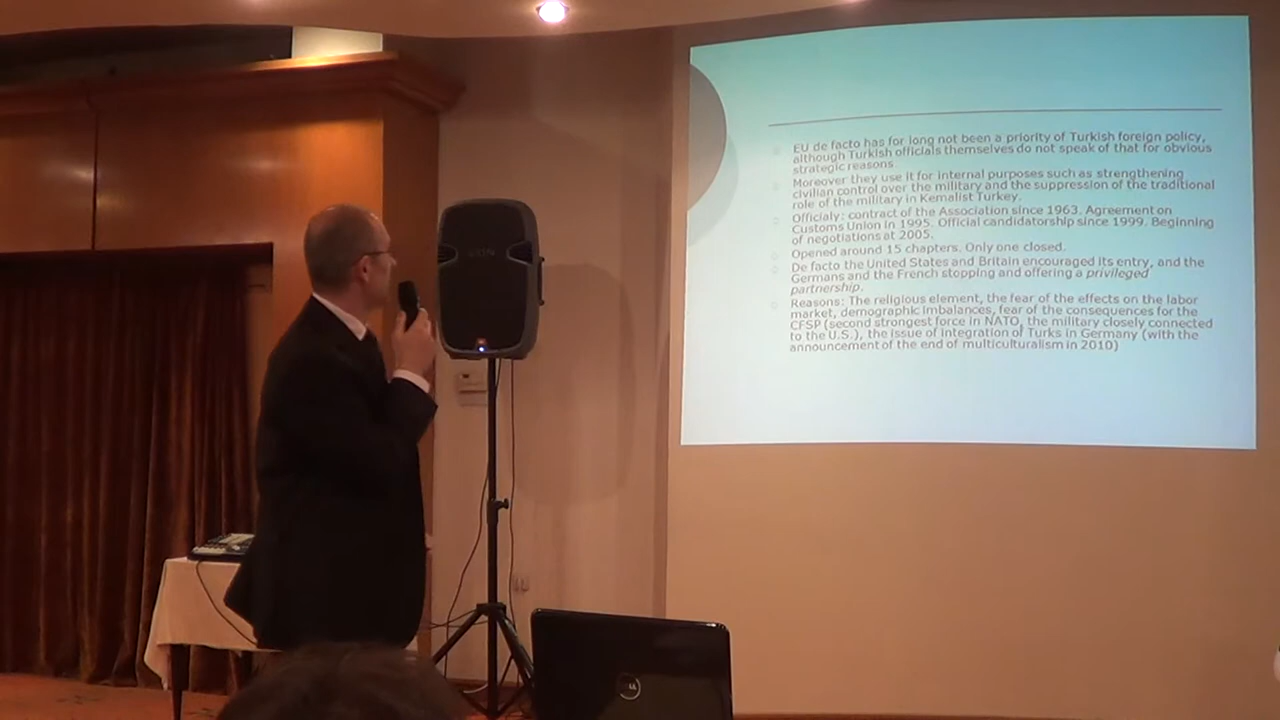 EU de facto has for long not been a priority of Turkish foreign policy,
although Turkish officials themselves do not speak of that for obvious
strategic reasons.
Moreover they use it for internal purposes such as strengthening
civilian control over the military and the suppression of the traditional
role of the military in Kemalist Turkey.
Officialy: contract of the Association since 1963. Agreement on
Customs Union in 1995. Official candidatorship since 1999. Beginning
of negotiations at 2005.
Opened around 15 chapters. Only one closed.
De facto the United States and Britain encouraged its entry, and the
Germans and the French stopping and offering a privileged
partnership.
Reasons: The religious element, the fear of the effects on the labor
market, demographic imbalances, fear of the consequences for the
CFSP (second strongest force in NATO, the military closely connected
to the U.S.), the issue of integration of Turks in Germany (with the
announcement of the end of multiculturalism in 2010)
DELL